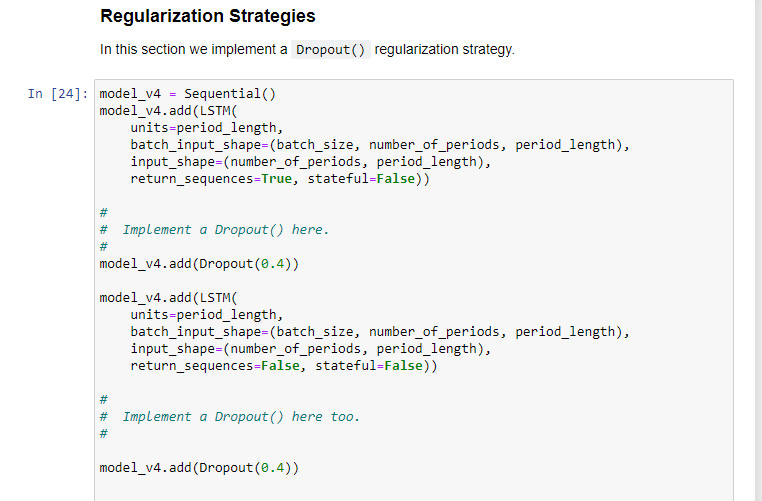 Regularization Strategies
In this section we implement a Dropout() regularization strategy.
In [24]: model_v4 = Sequential()
model_v4.add(LSTM(
    units=period_length,
    batch_input_shape=(batch_size, number_of_periods, period_length),
    input_shape=(number_of_periods, period_length),
    return_sequences=True, stateful=False))
#
#  Implement a Dropout() here.
#
model_v4.add(Dropout(0.4))
model_v4.add(LSTM(
    units=period_length,
    batch_input_shape=(batch_size, number_of_periods, period_length),
    input_shape=(number_of_periods, period_length),
    return_sequences=False, stateful=False))
#
#  Implement a Dropout() here too.
#
model_v4.add(Dropout(0.4))